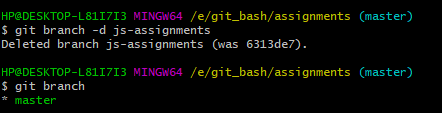 HP@DESKTOP-L81I7I3 MINGW64 /e/git_bash/assignments (master)
$ git branch -d js-assignments
Deleted branch js-assignments (was 6313de7).
HP@DESKTOP-L81I7I3 MINGW64 /e/git_bash/assignments (master)
$ git branch
* master